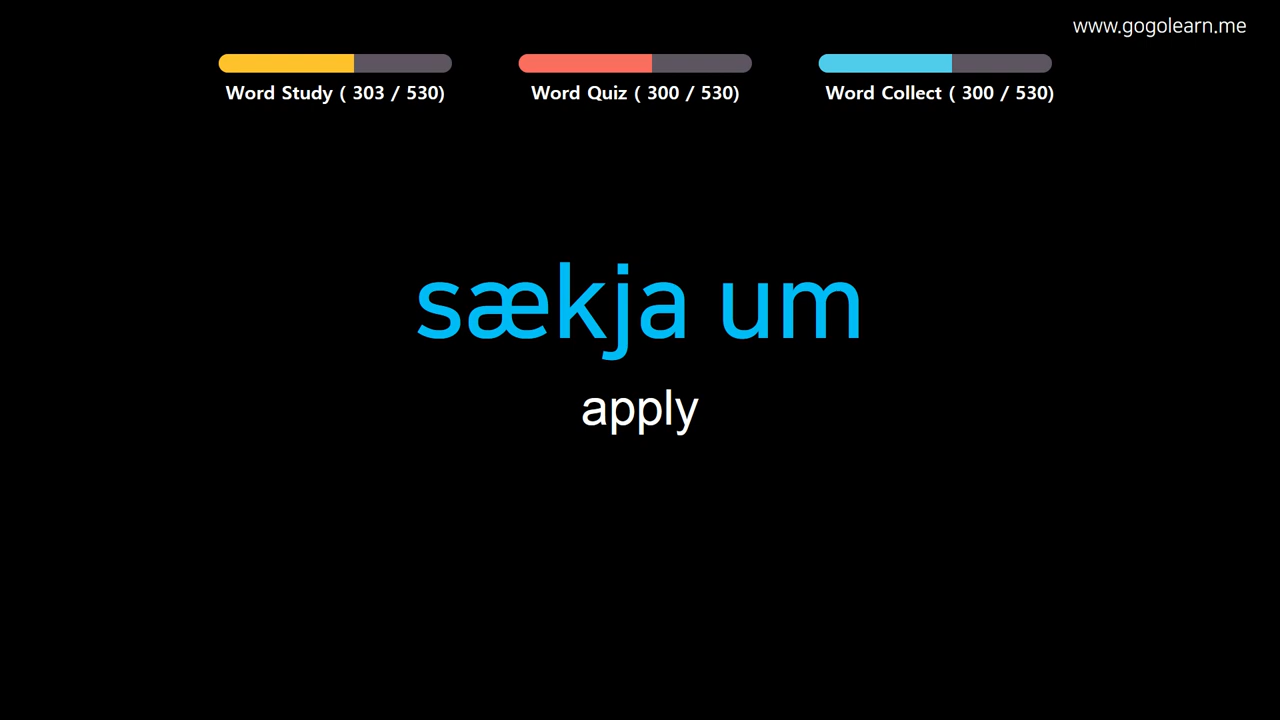 www.gogolearn.me
Word Study ( 303 / 530)
Word Quiz ( 300 / 530)
Word Collect ( 300 / 530)
sækja um
apply